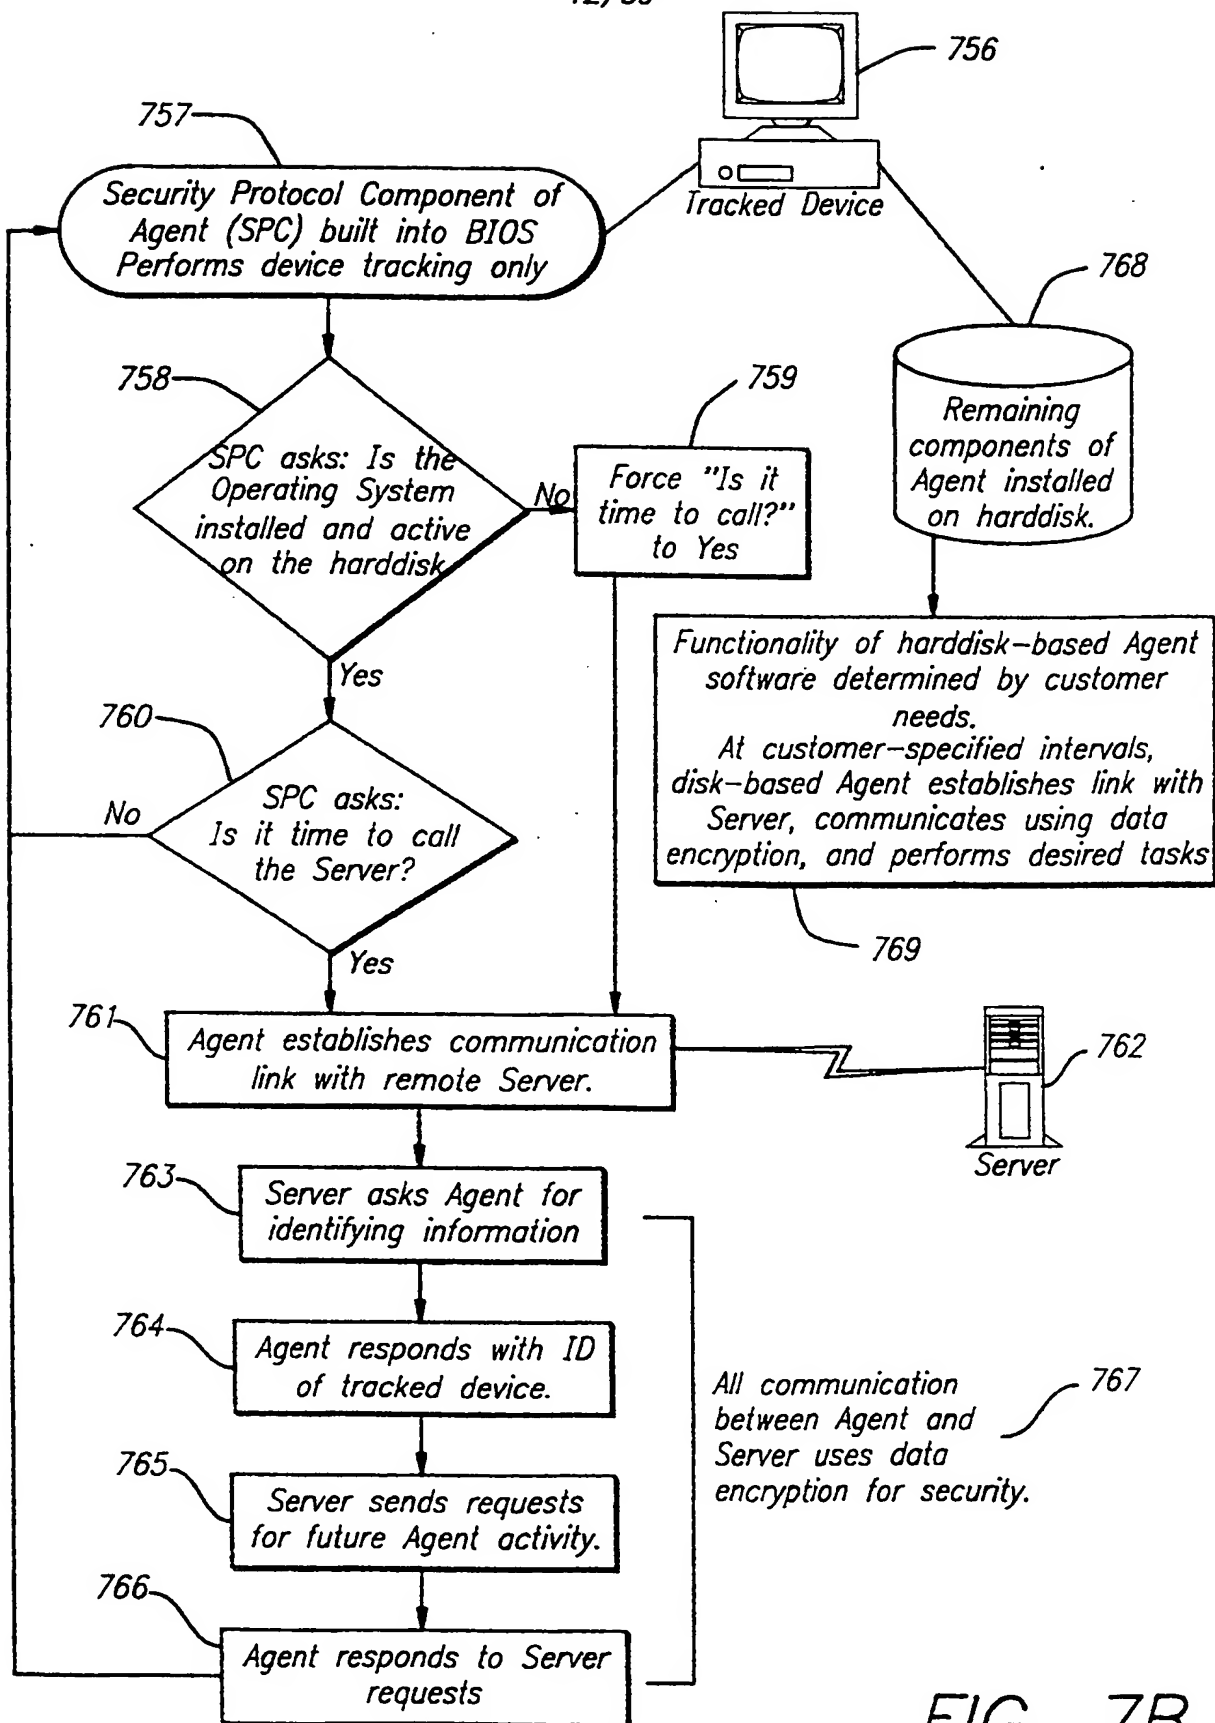 756
757
Security Protocol Component of
Agent (SPC) built into BIOS
Performs device tracking only
Tracked Device
768
758
759
SPC asks: Is the
Operating System
installed and active
on the harddisk
No
Force "Is it
time to call?"
to Yes
Remaining
components of
Agent installed
on harddisk.
Yes
Functionality of harddisk-based Agent
software determined by customer
needs.
At customer-specified intervals,
disk-based Agent establishes link with
Server, communicates using data
encryption, and performs desired tasks
760
No
SPC asks:
Is it time to call
the Server?
769
Yes
761
Agent establishes communication
link with remote Server.
762
Server
763
Server asks Agent for
identifying information
764
Agent responds with ID
of tracked device.
All communication
between Agent and
Server uses data
encryption for security.
767
765
Server sends requests
for future Agent activity.
766
Agent responds to Server
requests
FIG. 7B